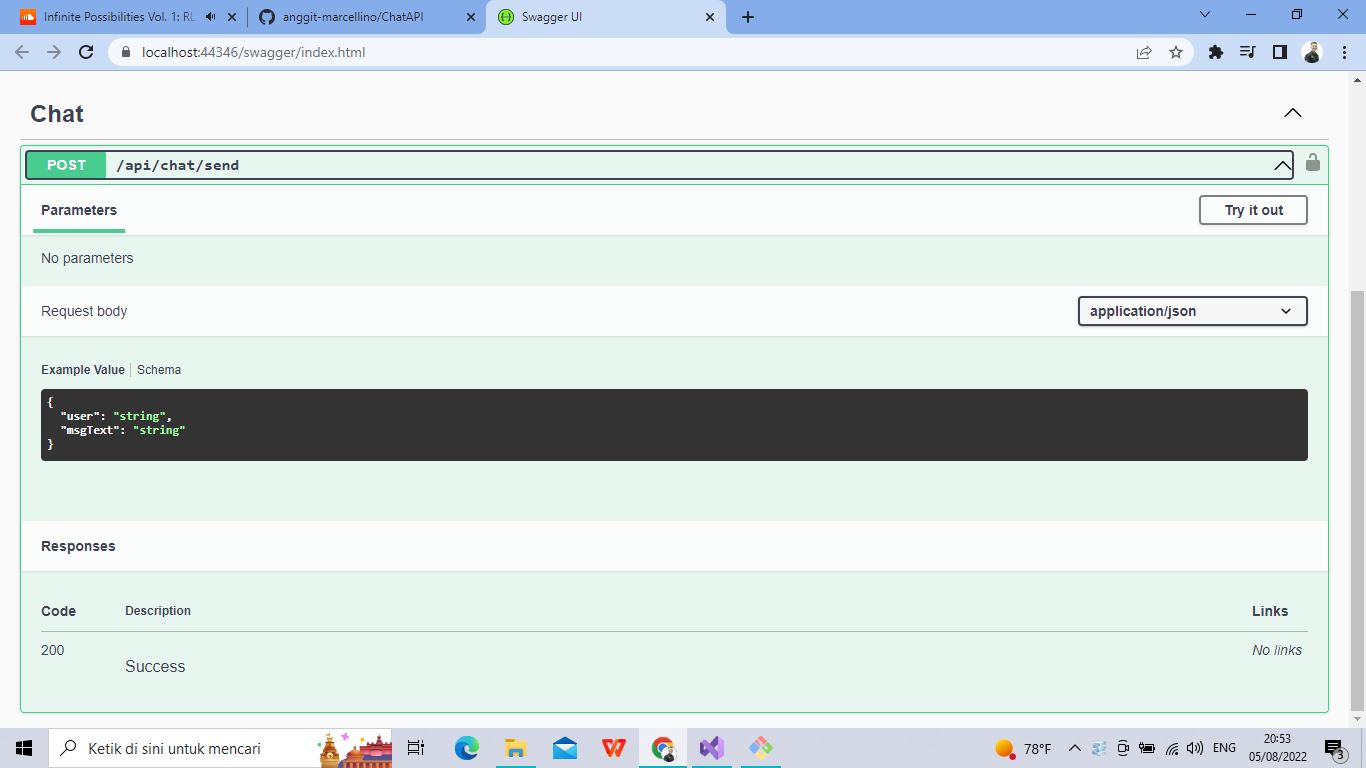 Infinite Possibilities Vol. 1: RL
anggit-marcellino/ChatAPI
Swagger UI
localhost:44346/swagger/index.html
Chat
POST /api/chat/send
Parameters
Try it out
No parameters
Request body
application/json
Example Value | Schema
{
"user": "string",
"msgText": "string"
}
Responses
Code Description Links
200 Success No links
Ketik di sini untuk mencari
78°F
ENG
20:53
05/08/2022
3